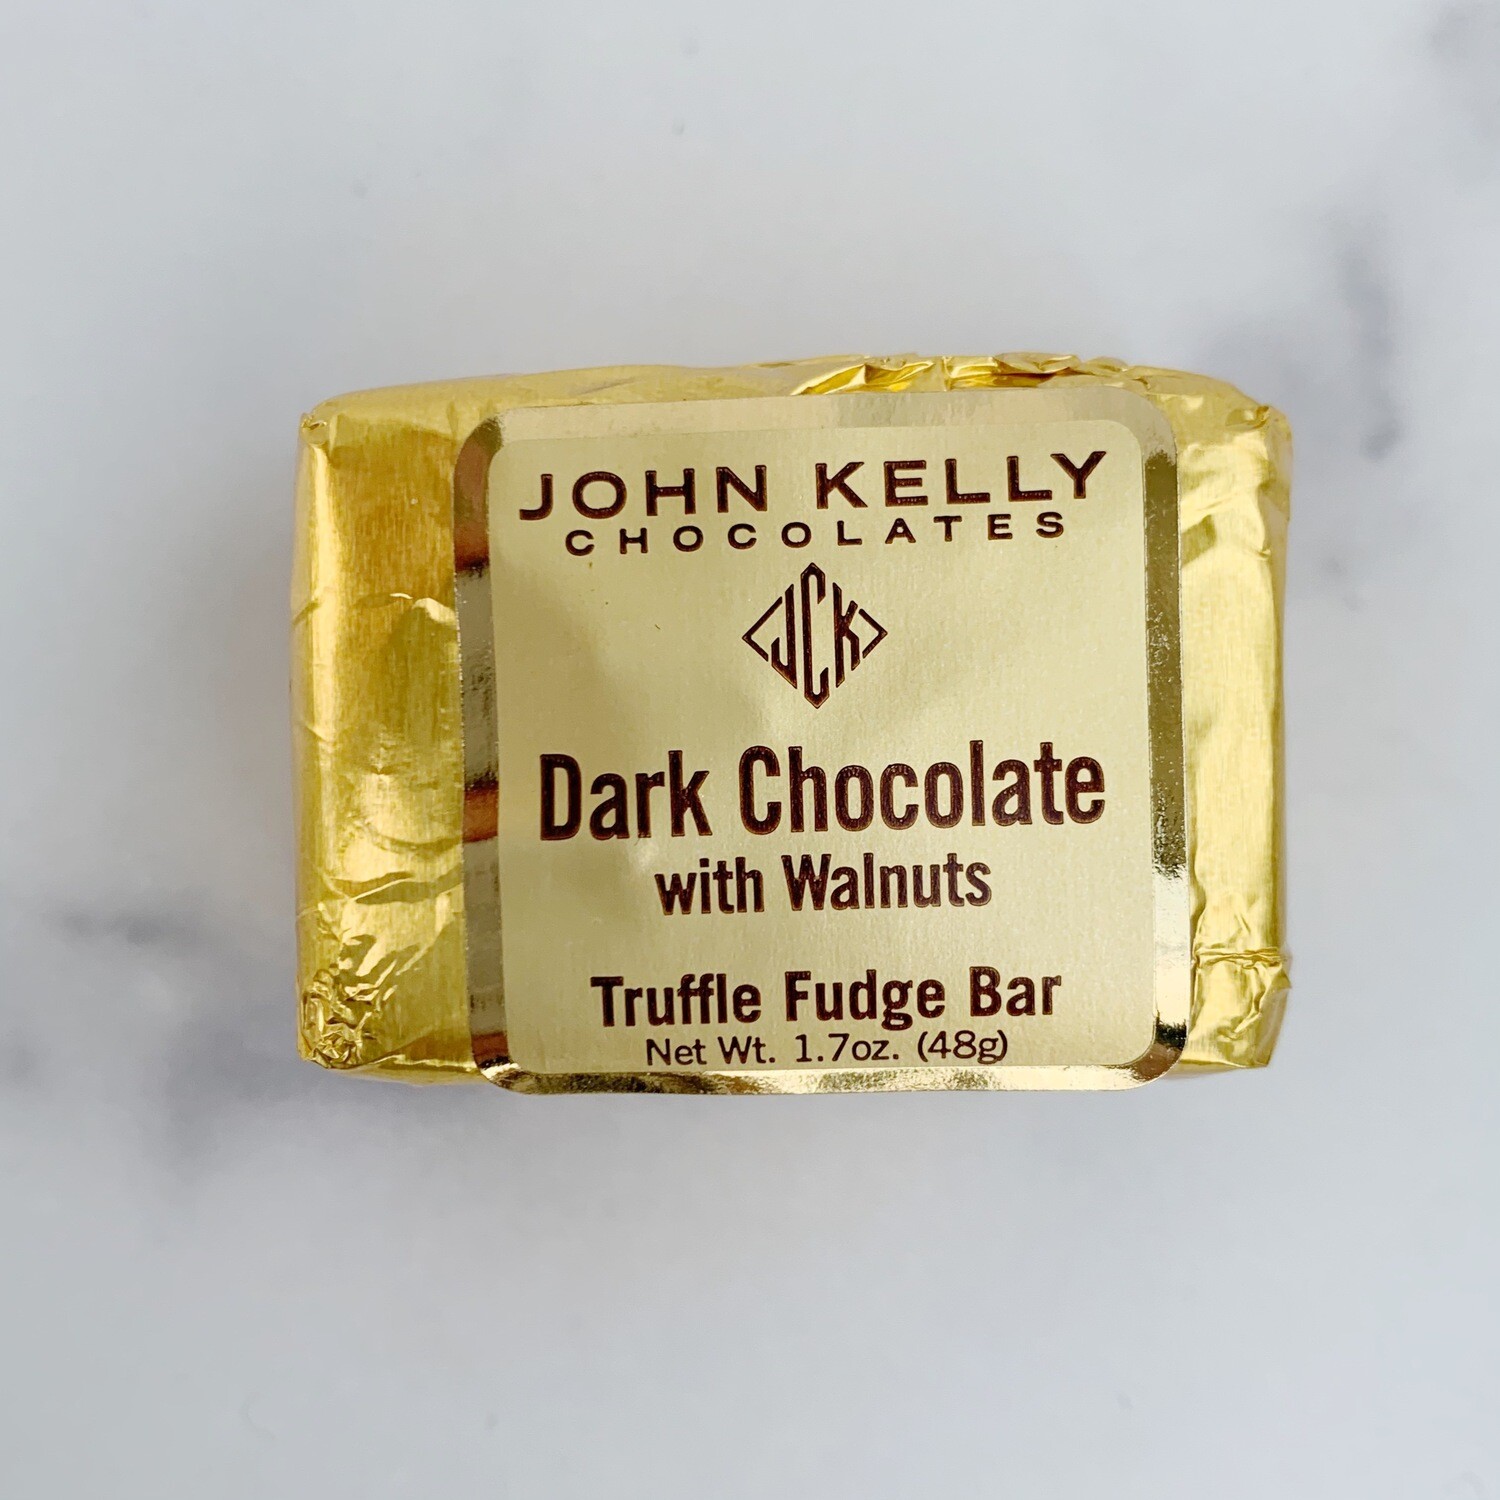 JOHN KELLY
CHOCOLATES
JCK
Dark Chocolate
with Walnuts
Truffle Fudge Bar
Net Wt. 1.7oz. (48g)